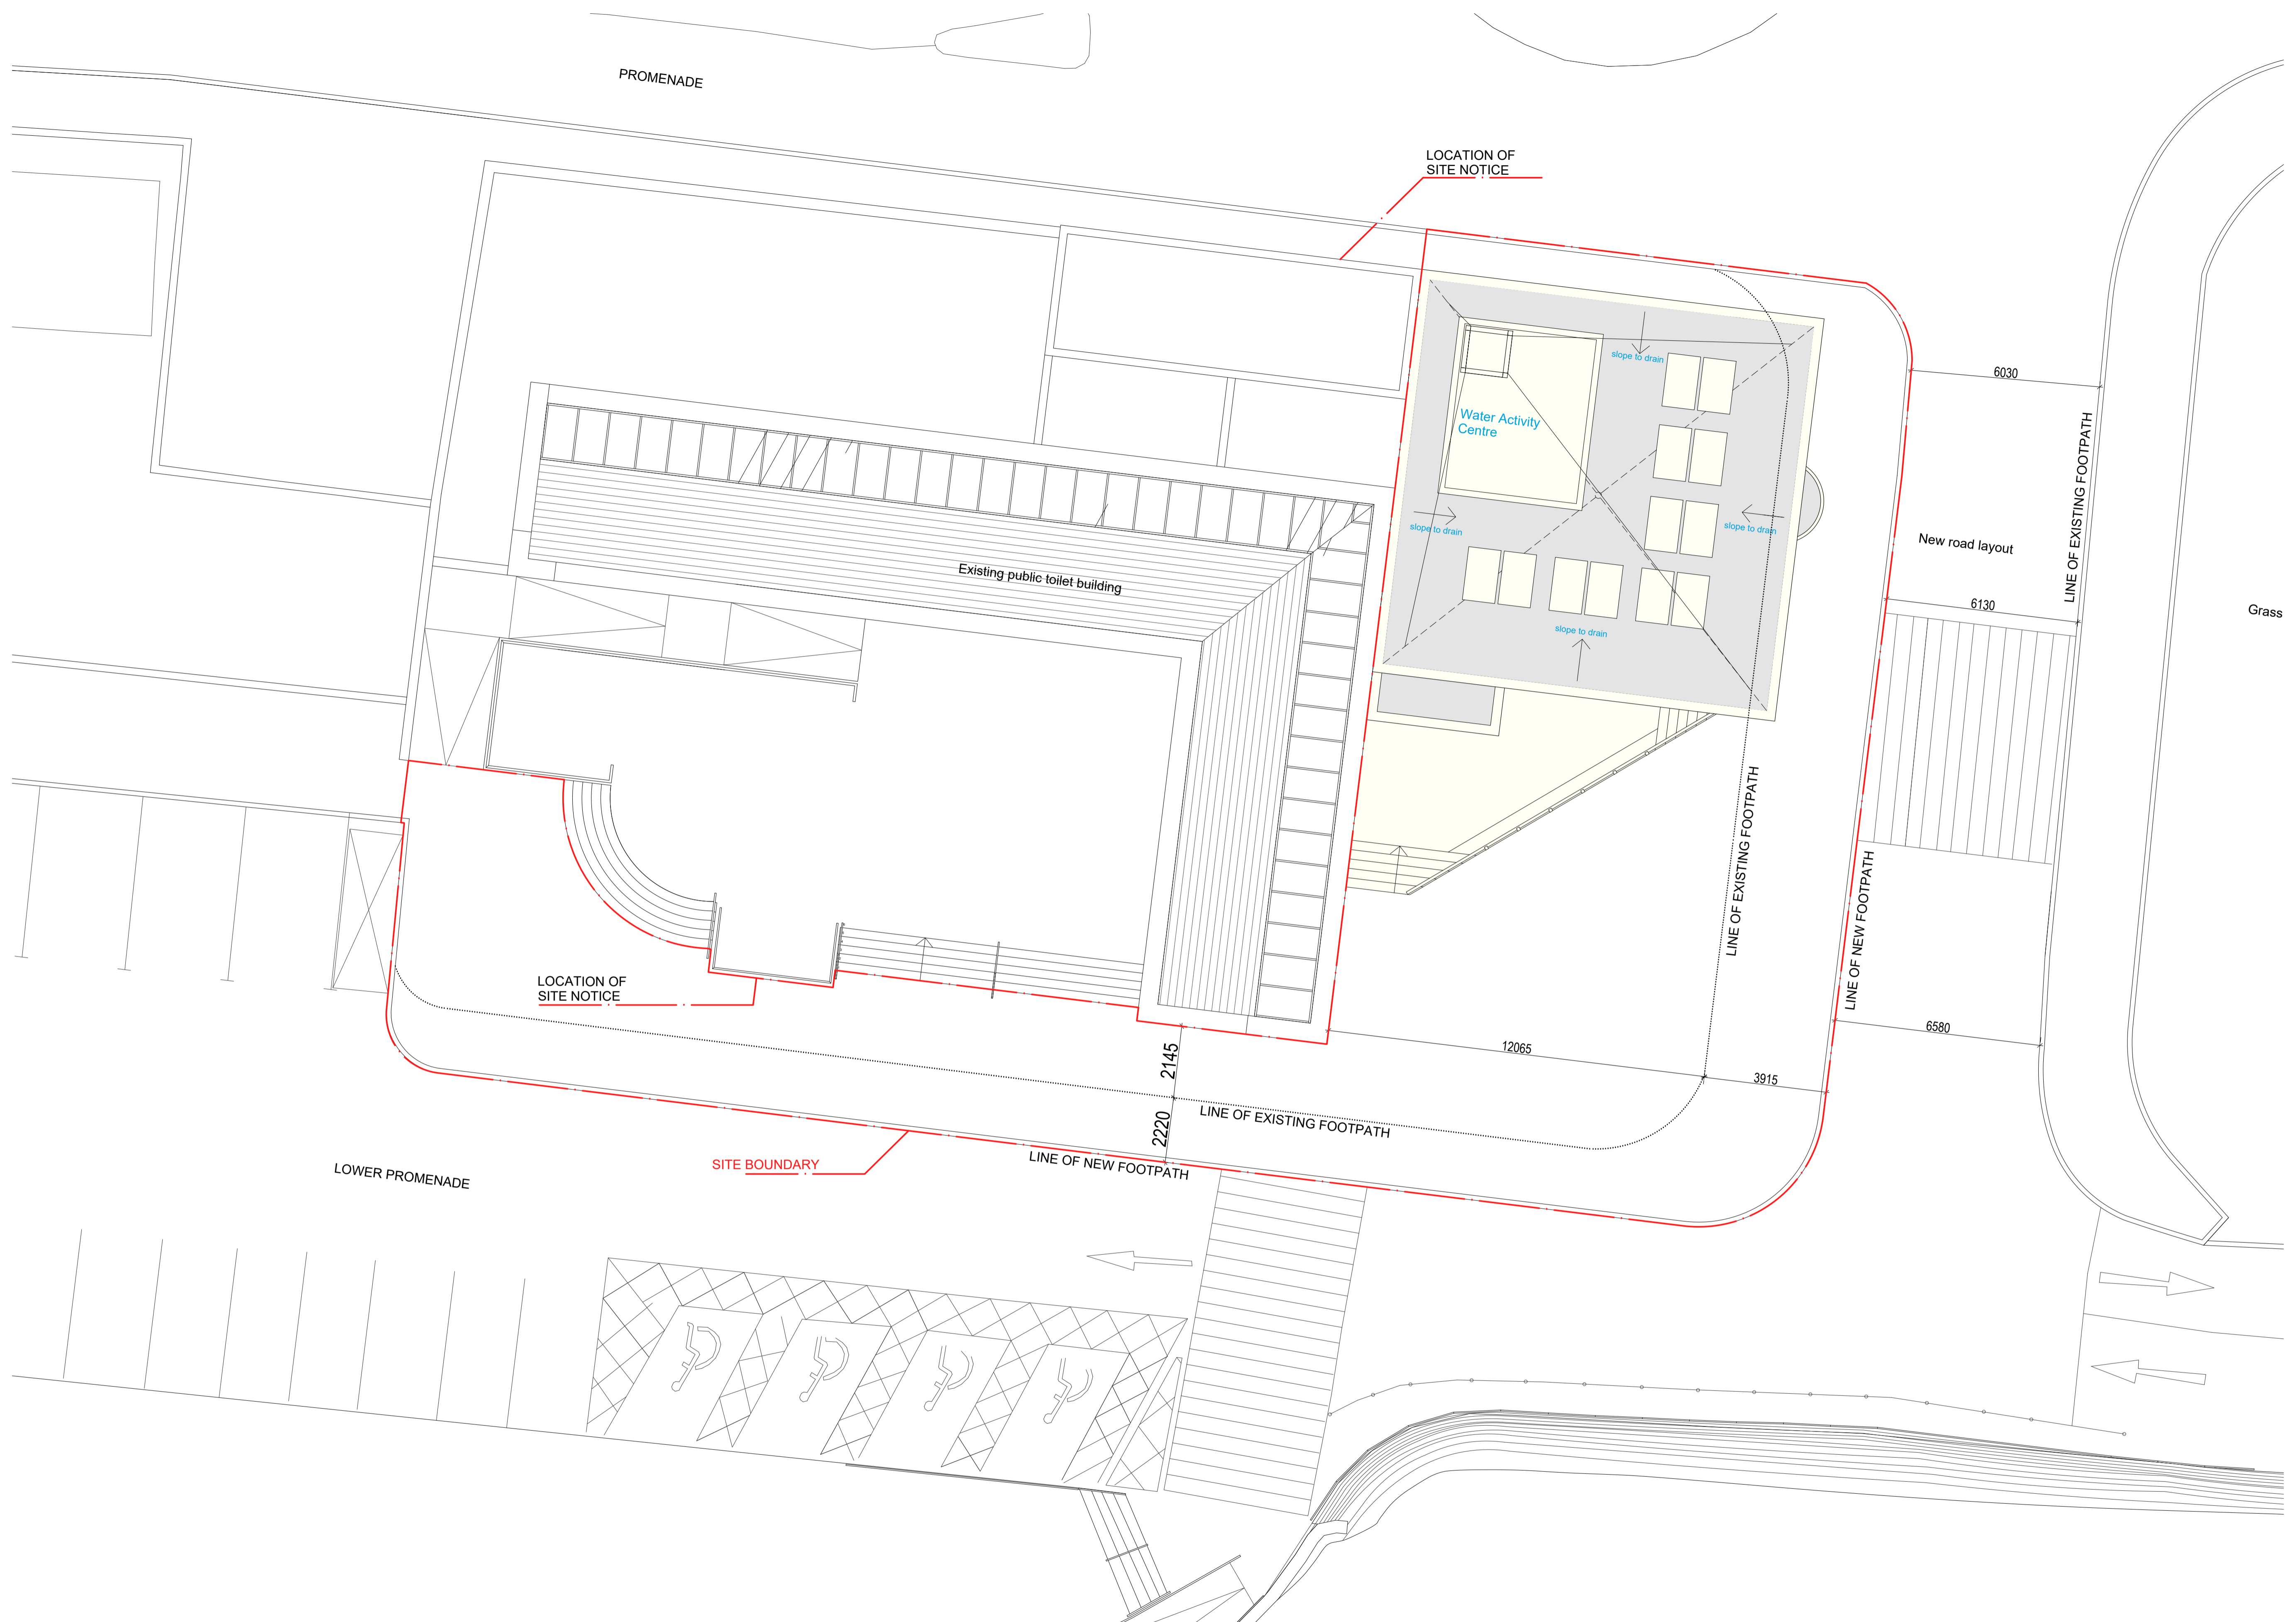 PROMENADE
LOCATION OF
SITE NOTICE
slope to drain
6030
Water Activity
Centre
LINE OF EXISTING FOOTPATH
slope to drain
slope to drain
New road layout
Existing public toilet building
6130
Grass
slope to drain
LINE OF EXISTING FOOTPATH
LINE OF NEW FOOTPATH
LOCATION OF
SITE NOTICE
6580
2145
12065
3915
2220
LINE OF EXISTING FOOTPATH
SITE BOUNDARY
LINE OF NEW FOOTPATH
LOWER PROMENADE